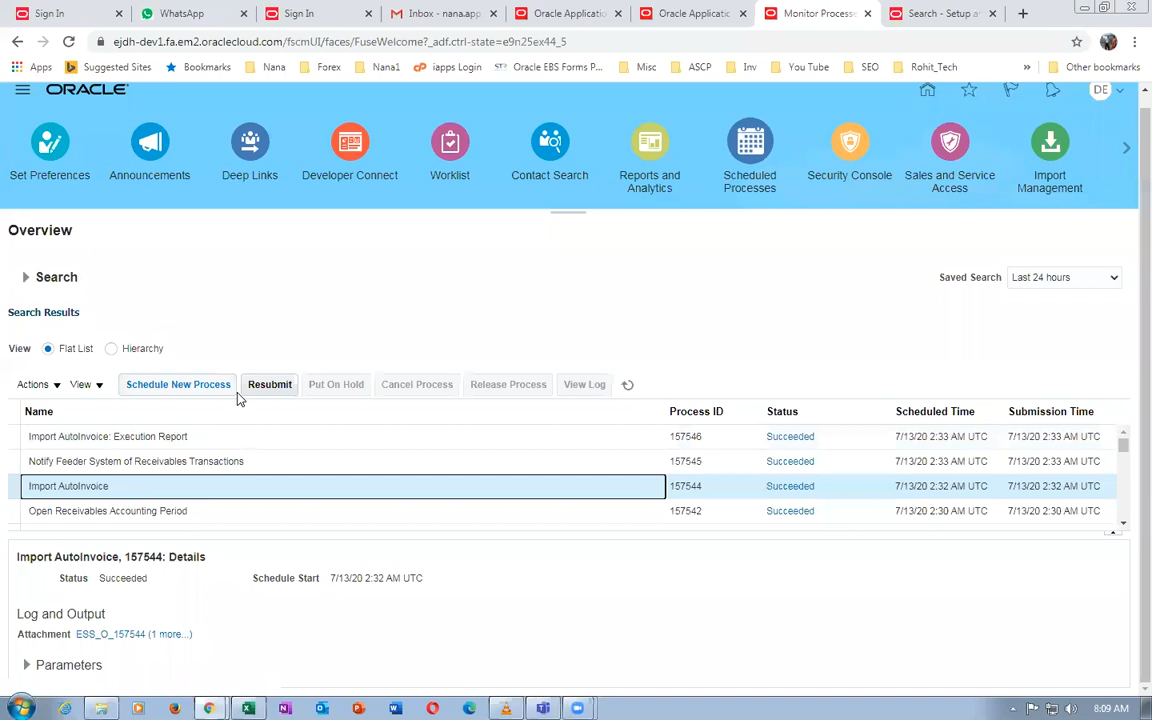 Sign In
WhatsApp
Sign In
Inbox - nana.app
Oracle Applicatio
Oracle Applicatio
Monitor Processe
Search - Setup a
ejdh-dev1.fa.em2.oraclecloud.com/fscmUI/faces/FuseWelcome?_adf.ctrl-state=e9n25ex44_5
Apps Suggested Sites Bookmarks Nana Forex Nana1 iapps Login Oracle EBS Forms P... Misc ASCP Inv You Tube SEO Rohit_Tech » Other bookmarks
ORACLE
DE
Set Preferences
Announcements
Deep Links
Developer Connect
Worklist
Contact Search
Reports and
Analytics
Scheduled
Processes
Security Console
Sales and Service
Access
Import
Management
Overview
Search
Saved Search Last 24 hours
Search Results
View Flat List Hierarchy
Actions View Schedule New Process Resubmit Put On Hold Cancel Process Release Process View Log
Name Process ID Status Scheduled Time Submission Time
Import AutoInvoice: Execution Report 157546 Succeeded 7/13/20 2:33 AM UTC 7/13/20 2:33 AM UTC
Notify Feeder System of Receivables Transactions 157545 Succeeded 7/13/20 2:33 AM UTC 7/13/20 2:33 AM UTC
Import AutoInvoice 157544 Succeeded 7/13/20 2:32 AM UTC 7/13/20 2:32 AM UTC
Open Receivables Accounting Period 157542 Succeeded 7/13/20 2:30 AM UTC 7/13/20 2:30 AM UTC
Import AutoInvoice, 157544: Details
Status Succeeded Schedule Start 7/13/20 2:32 AM UTC
Log and Output
Attachment ESS_O_157544 (1 more...)
Parameters
8:09 AM